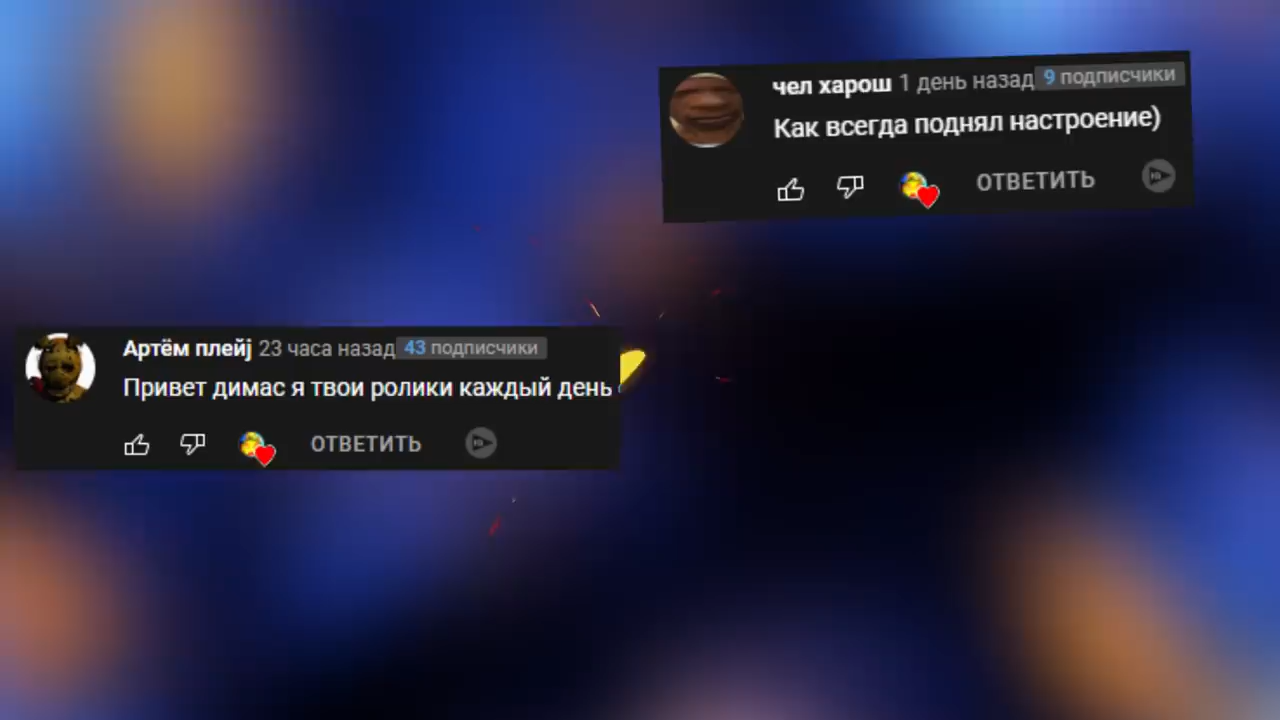 чел харош 1 день назад 9 подписчики
Как всегда поднял настроение)
ОТВЕТИТЬ
Артём плейj 23 часа назад 43 подписчики
Привет димас я твои ролики каждый день
ОТВЕТИТЬ